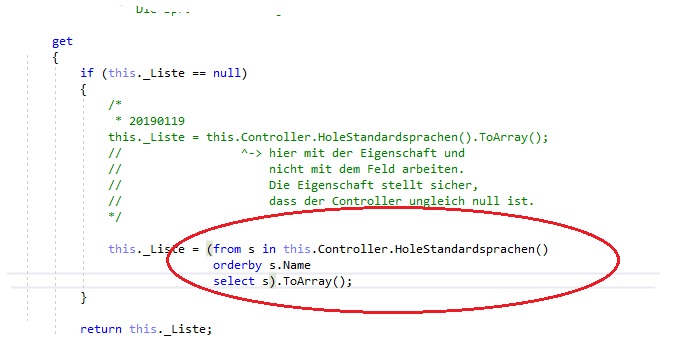 get
{
if (this._Liste == null)
{
/*
* 20190119
this._Liste = this.Controller.HoleStandardsprachen().ToArray();
// ^-> hier mit der Eigenschaft und
// nicht mit dem Feld arbeiten.
// Die Eigenschaft stellt sicher,
// dass der Controller ungleich null ist.
*/
this._Liste = (from s in this.Controller.HoleStandardsprachen()
orderby s.Name
select s).ToArray();
}
return this._Liste;